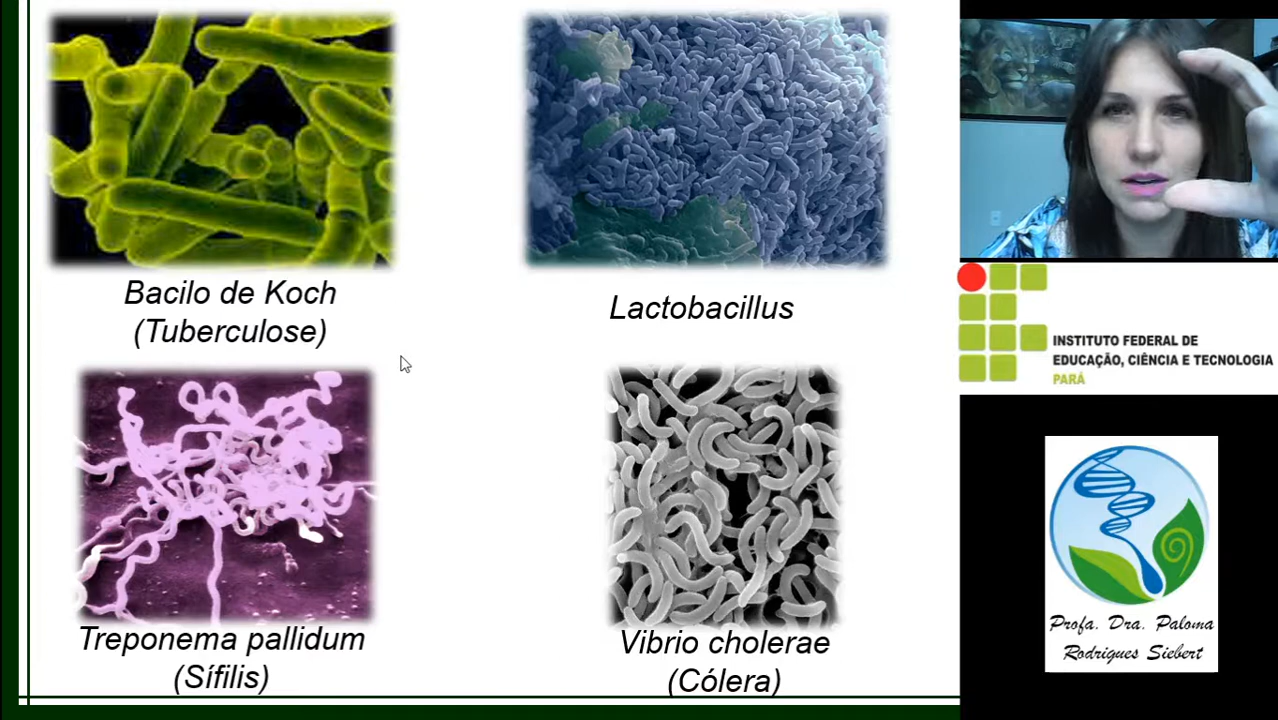 Bacilo de Koch
(Tuberculose)
Lactobacillus
Treponema pallidum
(Sífilis)
Vibrio cholerae
(Cólera)
INSTITUTO FEDERAL DE
EDUCAÇÃO, CIÊNCIA E TECNOLOGIA
PARÁ
Profa. Dra. Paloma
Rodrigues Siebert